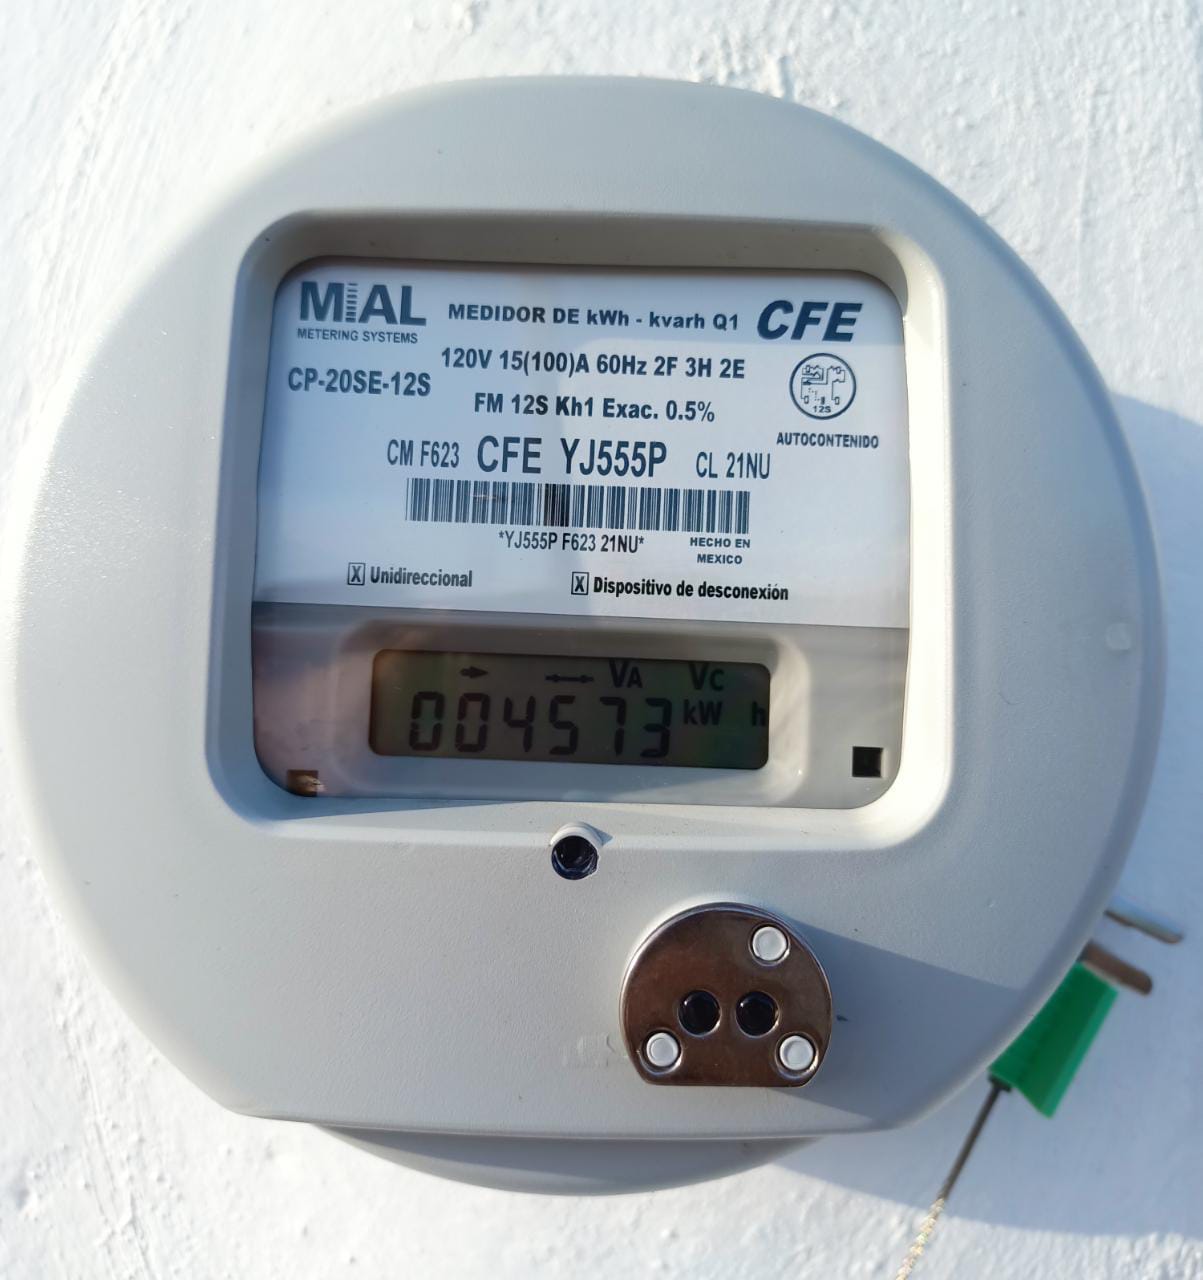 MIAL
METERING SYSTEMS
MEDIDOR DE kWh - kvarh Q1
CFE
120V 15(100)A 60Hz 2F 3H 2E
CP-20SE-12S
FM 12S Kh1 Exac. 0.5%
12S
AUTOCONTENIDO
CM F623 CFE YJ555P CL 21NU
*YJ555P F623 21NU*
HECHO EN
MEXICO
X Unidireccional
X Dispositivo de desconexión
VA VC
004573 kW h